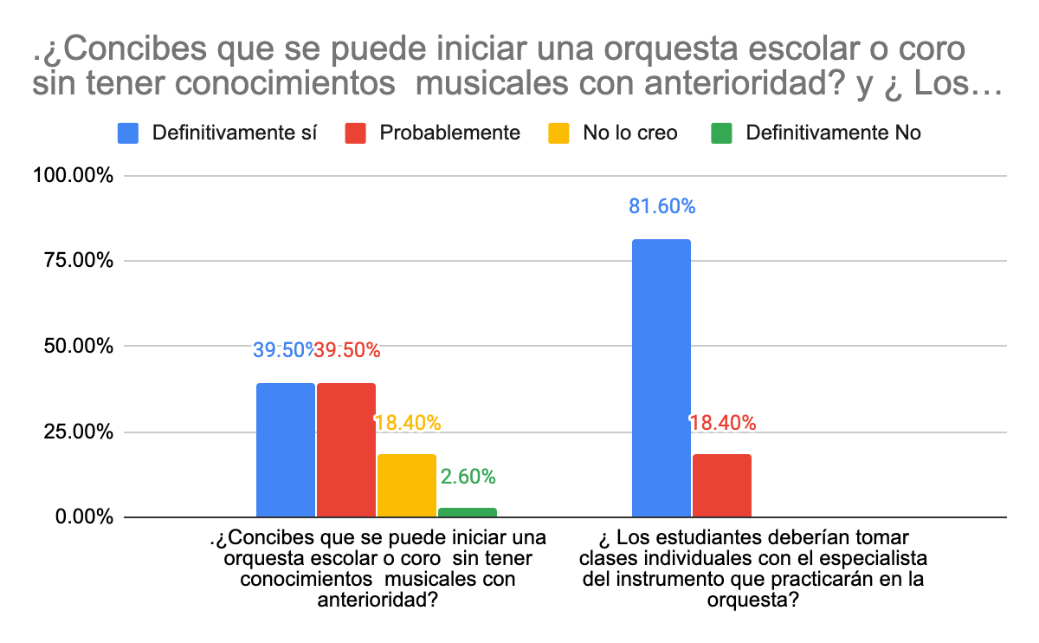 .¿Concibes que se puede iniciar una orquesta escolar o coro
sin tener conocimientos  musicales con anterioridad? y ¿ Los…
Definitivamente sí
Probablemente
No lo creo
Definitivamente No
100.00%
75.00%
50.00%
25.00%
0.00%
39.50%
39.50%
18.40%
2.60%
81.60%
18.40%
.¿Concibes que se puede iniciar una
orquesta escolar o coro  sin tener
conocimientos  musicales con
anterioridad?
¿ Los estudiantes deberían tomar
clases individuales con el especialista
del instrumento que practicarán en la
orquesta?